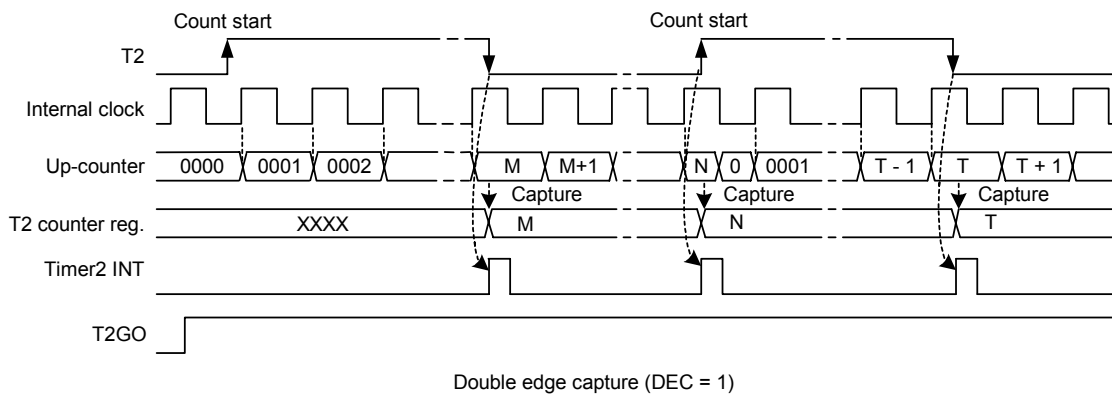 Count start Count start
T2
Internal clock
Up-counter 0000 0001 0002 M M+1 N 0 0001 T - 1 T T + 1
Capture Capture Capture
T2 counter reg. XXXX M N T
Timer2 INT
T2GO
Double edge capture (DEC = 1)